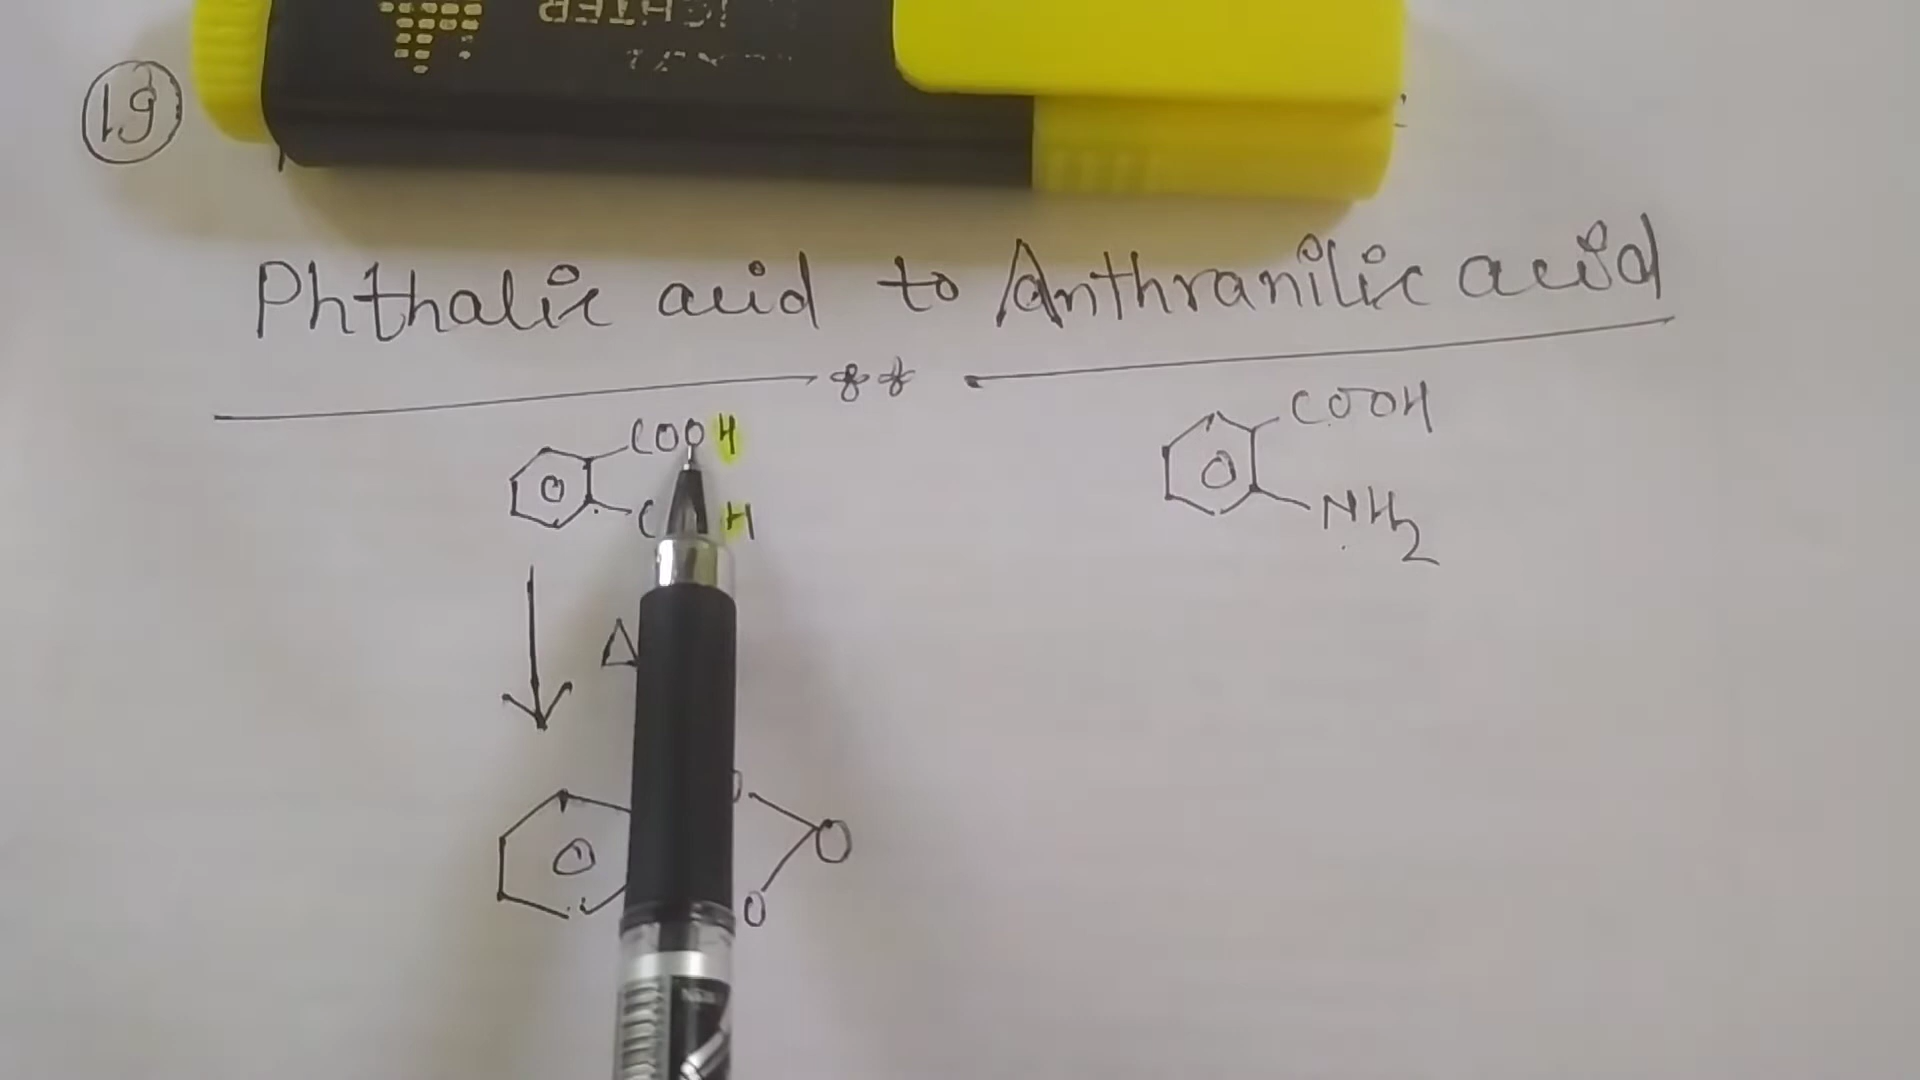 19
Phthalic acid to Anthranilic acid
COOH
COOH
C H
NH2
Δ
O
O
O